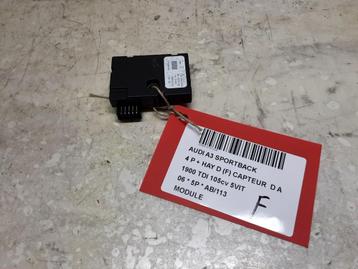 AUDI A3 SPORTBACK
4 P + HAY D (F) CAPTEUR D A
1900 TDI 105cv 5VIT
06 * 5P * AB/113
MODULE
F